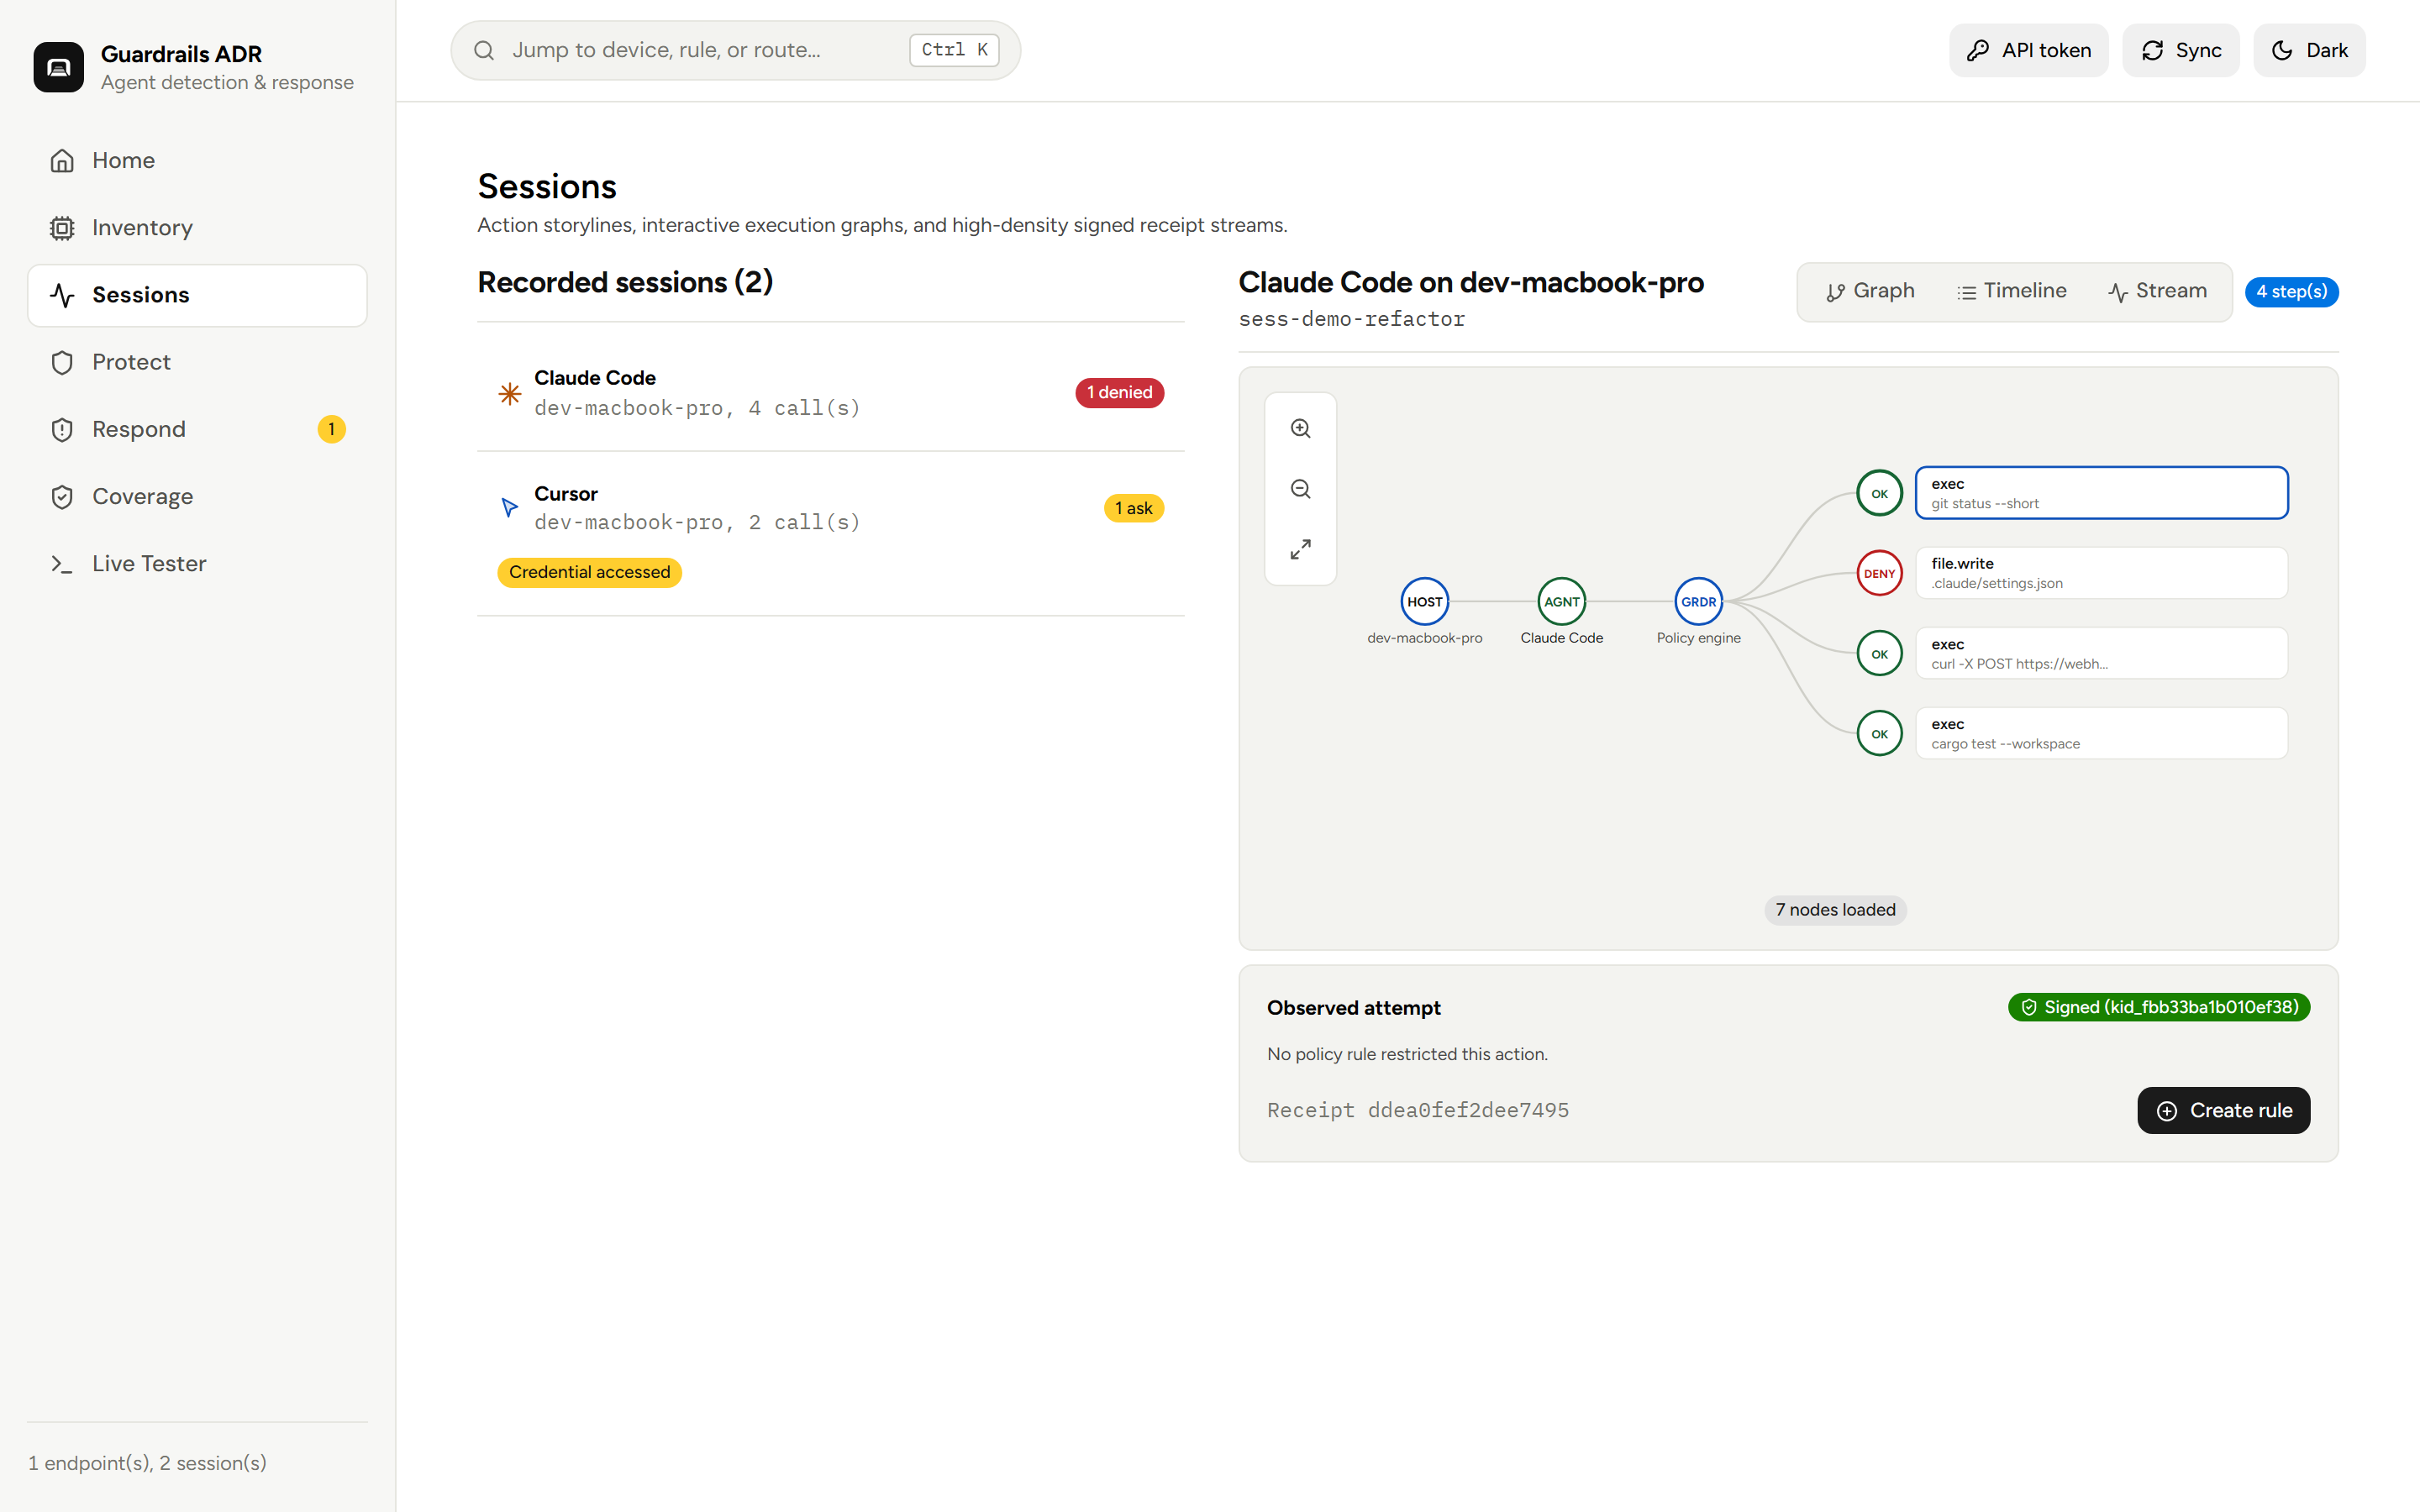 Guardrails ADR
Agent detection & response
Home
Inventory
Sessions
Protect
Respond
1
Coverage
Live Tester
1 endpoint(s), 2 session(s)
Jump to device, rule, or route...
Ctrl K
API token
Sync
Dark
Sessions
Action storylines, interactive execution graphs, and high-density signed receipt streams.
Recorded sessions (2)
Claude Code
dev-macbook-pro, 4 call(s)
1 denied
Cursor
dev-macbook-pro, 2 call(s)
1 ask
Credential accessed
Claude Code on dev-macbook-pro
sess-demo-refactor
Graph
Timeline
Stream
4 step(s)
HOST
dev-macbook-pro
AGNT
Claude Code
GRDR
Policy engine
OK
exec
git status --short
DENY
file.write
.claude/settings.json
OK
exec
curl -X POST https://webh...
OK
exec
cargo test --workspace
7 nodes loaded
Observed attempt
Signed (kid_fbb33ba1b010ef38)
No policy rule restricted this action.
Receipt ddea0fef2dee7495
Create rule